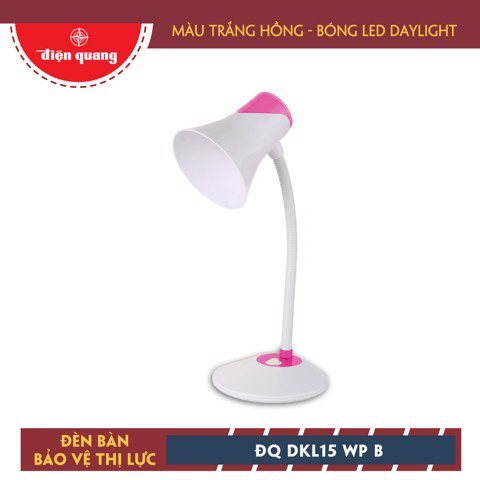 điện quang
MÀU TRẮNG HỒNG - BÓNG LED DAYLIGHT
ĐÈN BÀN
BẢO VỆ THỊ LỰC
ĐQ DKL15 WP B